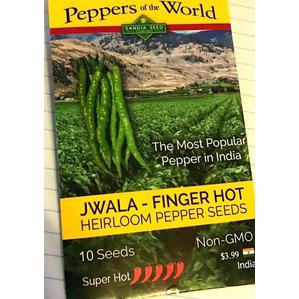 Peppers of the World
SANDIA SEED
COMPANY
The Most Popular
Pepper in India
JWALA - FINGER HOT
HEIRLOOM PEPPER SEEDS
10 Seeds
Non-GMO
$3.99
Super Hot
India